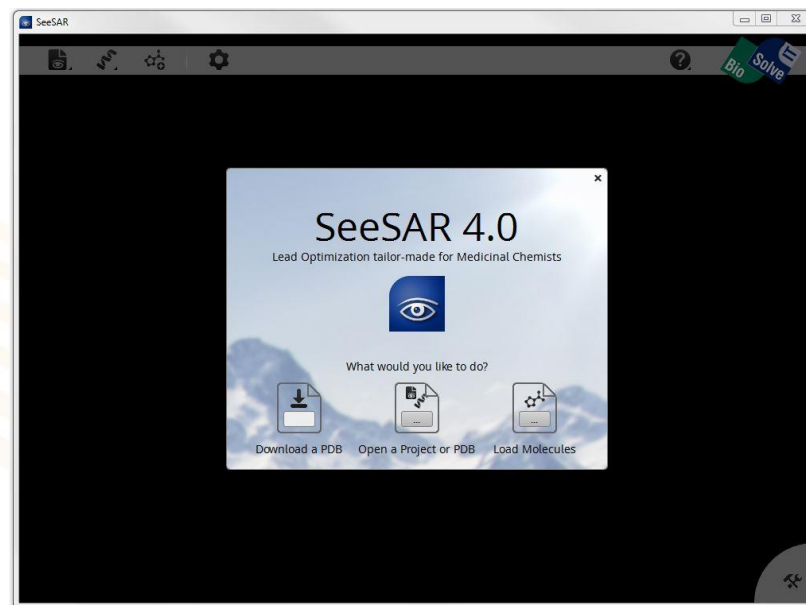 SeeSAR
?
Bio
Solve
IT
SeeSAR 4.0
Lead Optimization tailor-made for Medicinal Chemists
What would you like to do?
...
...
Download a PDB
Open a Project or PDB
Load Molecules